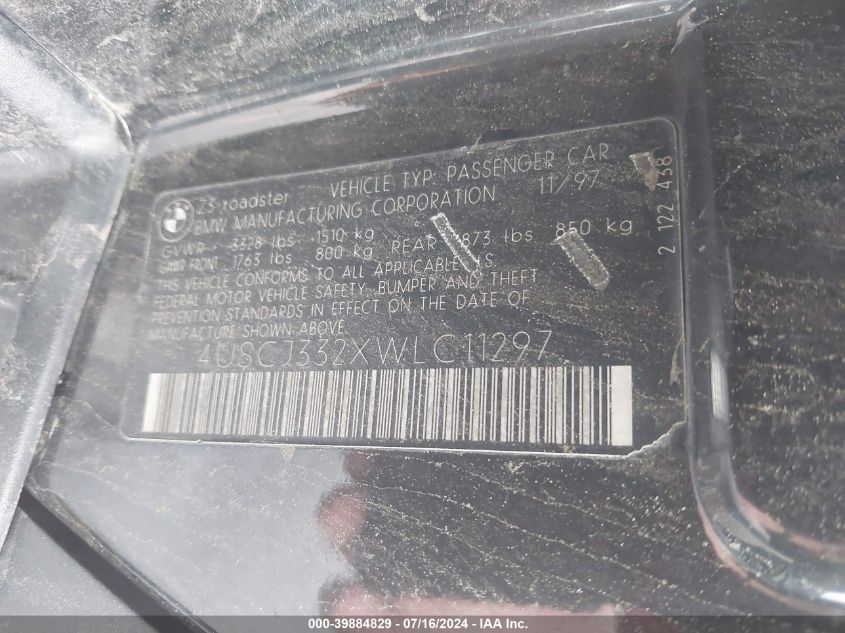 BMW
Z3 roadster VEHICLE TYP: PASSENGER CAR
BMW MANUFACTURING CORPORATION 11/97
GVWR 3328 lbs 1510 kg
GAWR FRONT 1763 lbs 800 kg REAR 1873 lbs 850 kg
THIS VEHICLE CONFORMS TO ALL APPLICABLE U.S.
FEDERAL MOTOR VEHICLE SAFETY, BUMPER AND THEFT
PREVENTION STANDARDS IN EFFECT ON THE DATE OF
MANUFACTURE SHOWN ABOVE.
4USCJ332XWLC11297
2 122 438
000-39884829 - 07/16/2024 - IAA Inc.